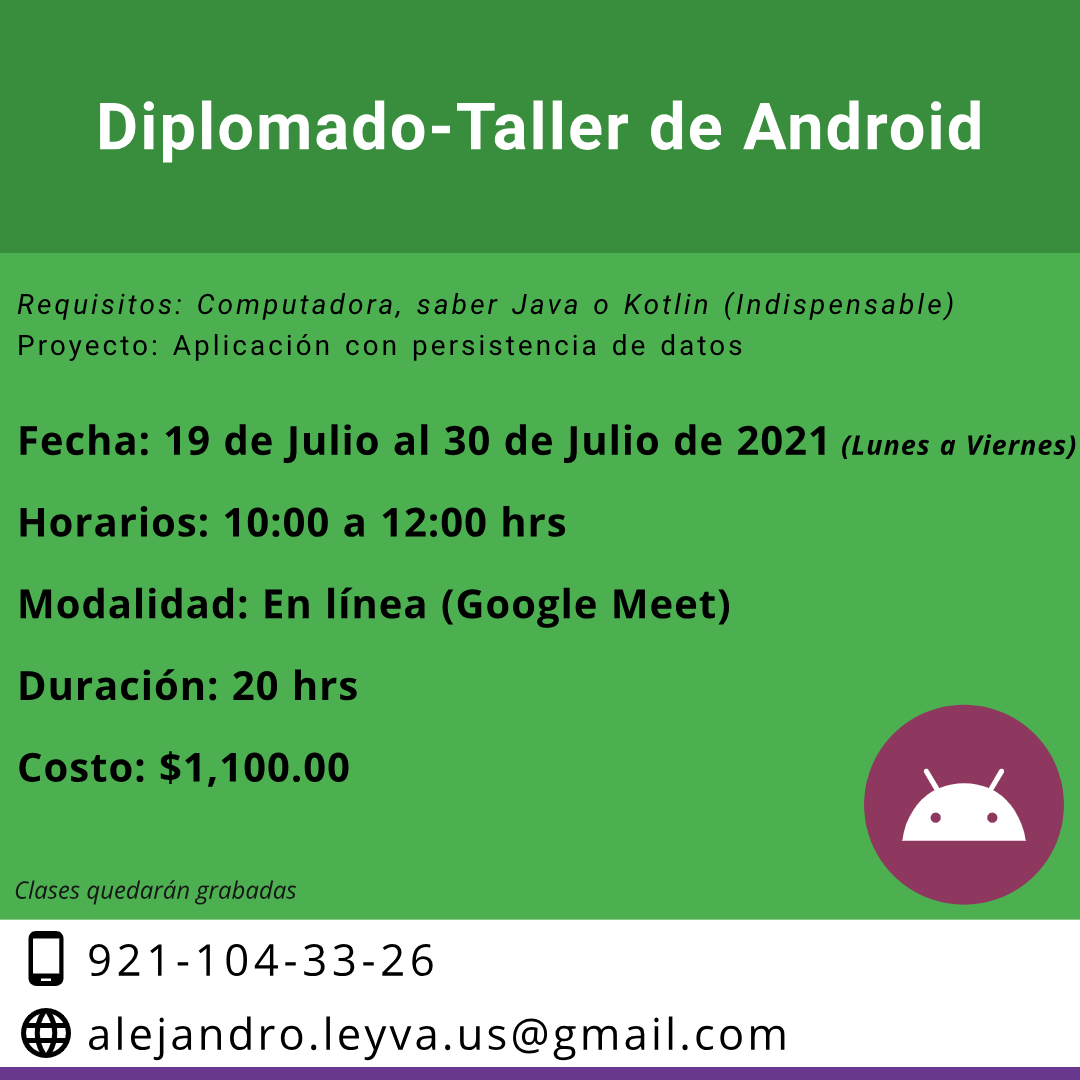 Diplomado-Taller de Android
Requisitos: Computadora, saber Java o Kotlin (Indispensable)
Proyecto: Aplicación con persistencia de datos
Fecha: 19 de Julio al 30 de Julio de 2021 (Lunes a Viernes)
Horarios: 10:00 a 12:00 hrs
Modalidad: En línea (Google Meet)
Duración: 20 hrs
Costo: $1,100.00
Clases quedarán grabadas
921-104-33-26
alejandro.leyva.us@gmail.com